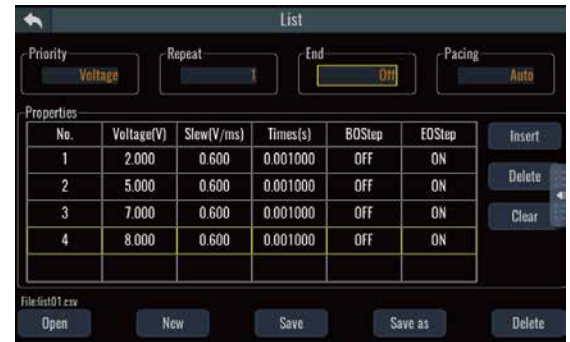 List
Priority Repeat End Pacing
Voltage 1 Off Auto
Properties
No. Voltage(V) Slew(V/ms) Times(s) BOStep EOStep Insert
1 2.000 0.600 0.001000 OFF ON
2 5.000 0.600 0.001000 OFF ON Delete
3 7.000 0.600 0.001000 OFF ON Clear
4 8.000 0.600 0.001000 OFF ON
File:list01.csv
Open New Save Save as Delete